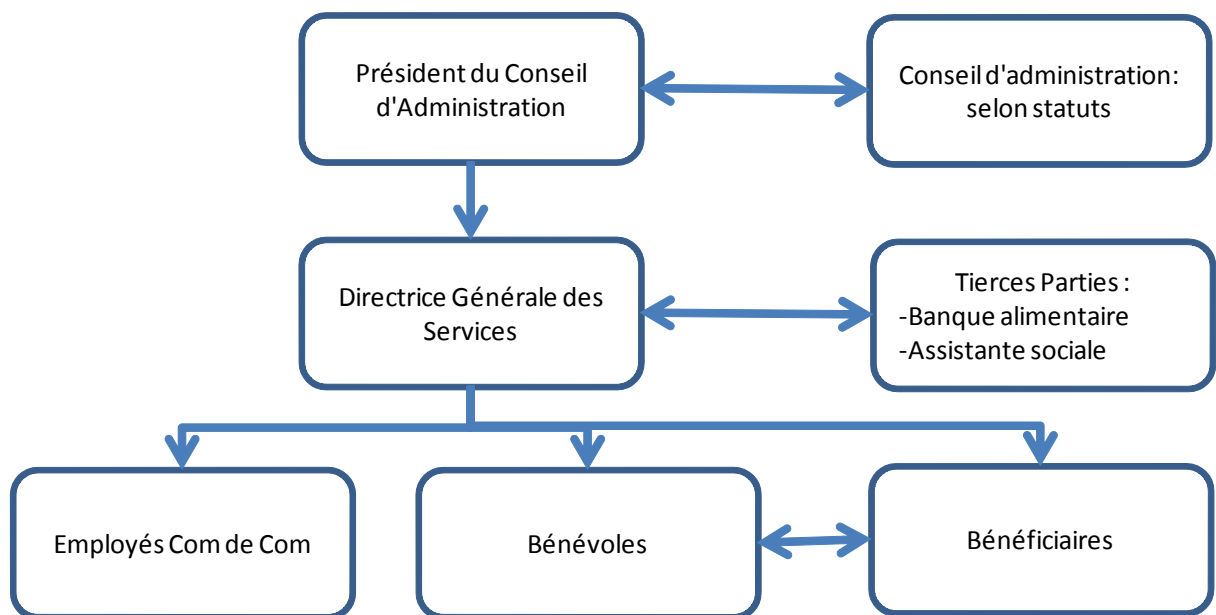 Président du Conseil
d'Administration
Conseil d'administration:
selon statuts
Directrice Générale des
Services
Tierces Parties :
-Banque alimentaire
-Assistante sociale
Employés Com de Com
Bénévoles
Bénéficiaires